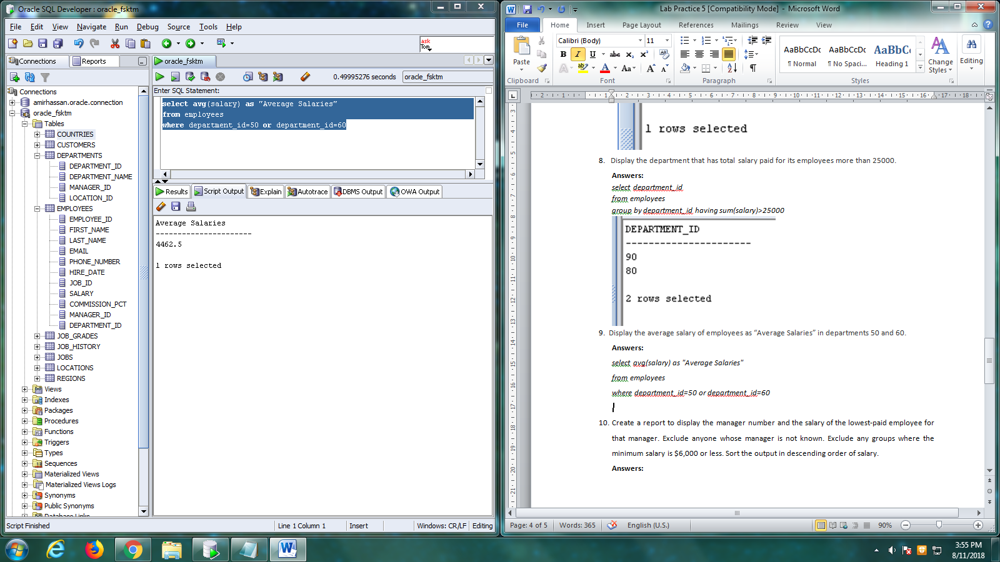 Oracle SQL Developer : oracle_fsktm
File Edit View Navigate Run Debug Source Tools Help
ask
Tom
Connections
Reports
oracle_fsktm
0.49995276 seconds
oracle_fsktm
Connections
amirhassan.oracle.connection
oracle_fsktm
Tables
COUNTRIES
CUSTOMERS
DEPARTMENTS
DEPARTMENT_ID
DEPARTMENT_NAME
MANAGER_ID
LOCATION_ID
EMPLOYEES
EMPLOYEE_ID
FIRST_NAME
LAST_NAME
EMAIL
PHONE_NUMBER
HIRE_DATE
JOB_ID
SALARY
COMMISSION_PCT
MANAGER_ID
DEPARTMENT_ID
JOB_GRADES
JOB_HISTORY
JOBS
LOCATIONS
REGIONS
Views
Indexes
Packages
Procedures
Functions
Triggers
Types
Sequences
Materialized Views
Materialized Views Logs
Synonyms
Public Synonyms
Database Links
Enter SQL Statement:
select avg(salary) as "Average Salaries"
from employees
where department_id=50 or department_id=60
Results Script Output Explain Autotrace DBMS Output OWA Output
Average Salaries
----------------------
4462.5
1 rows selected
Script Finished
Line 1 Column 1
Insert
Windows: CR/LF
Editing
Lab Practice 5 [Compatibility Mode] - Microsoft Word
File Home Insert Page Layout References Mailings Review View
Paste
Clipboard
Calibri (Body)
11
Font
Paragraph
AaBbCcDc AaBbCcDc AaBbC
¶ Normal ¶ No Spaci... Heading 1
Styles
Change
Styles
Editing
1 rows selected
8. Display the department that has total salary paid for its employees more than 25000.
Answers:
select department_id
from employees
group by department_id having sum(salary)>25000
DEPARTMENT_ID
----------------------
90
80
2 rows selected
9. Display the average salary of employees as “Average Salaries” in departments 50 and 60.
Answers:
select avg(salary) as "Average Salaries"
from employees
where department_id=50 or department_id=60
10. Create a report to display the manager number and the salary of the lowest-paid employee for
that manager. Exclude anyone whose manager is not known. Exclude any groups where the
minimum salary is $6,000 or less. Sort the output in descending order of salary.
Answers:
Page: 4 of 5
Words: 365
English (U.S.)
90%
3:55 PM
8/11/2018